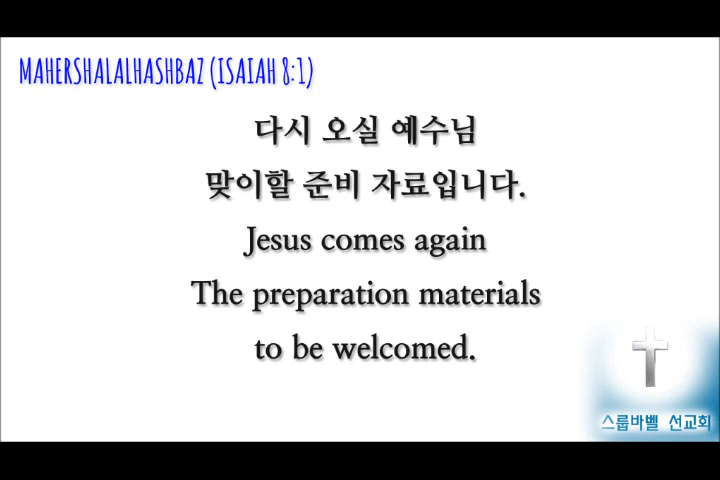 MAHERSHALALHASHBAZ (ISAIAH 8:1)
다시 오실 예수님
맞이할 준비 자료입니다.
Jesus comes again
The preparation materials
to be welcomed.
스룹바벨 선교회